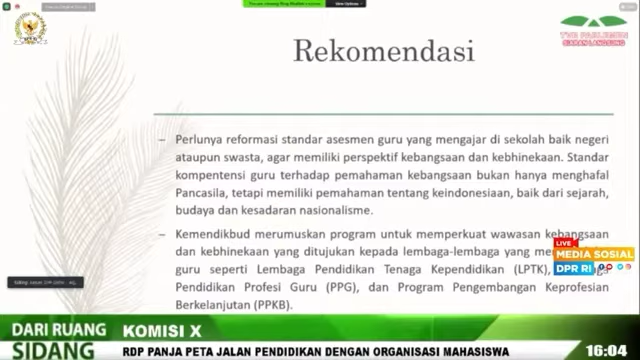 TVR PARLEMEN
SIARAN LANGSUNG
Rekomendasi
– Perlunya reformasi standar asesmen guru yang mengajar di sekolah baik negeri
ataupun swasta, agar memiliki perspektif kebangsaan dan kebhinekaan. Standar
kompetensi guru terhadap pemahaman kebangsaan bukan hanya menghafal
Pancasila, tetapi memiliki pemahaman tentang keindonesiaan, baik dari sejarah,
budaya dan kesadaran nasionalisme.
– Kemendikbud merumuskan program untuk memperkuat wawasan kebangsaan
dan kebhinekaan yang ditujukan kepada lembaga-lembaga yang
guru seperti Lembaga Pendidikan Tenaga Kependidikan (LPTK),
Pendidikan Profesi Guru (PPG), dan Program Pengembangan Keprofesian
Berkelanjutan (PPKB).
LIVE
MEDIA SOSIAL
DPR RI
DARI RUANG
SIDANG
KOMISI X
RDP PANJA PETA JALAN PENDIDIKAN DENGAN ORGANISASI MAHASISWA
16:04